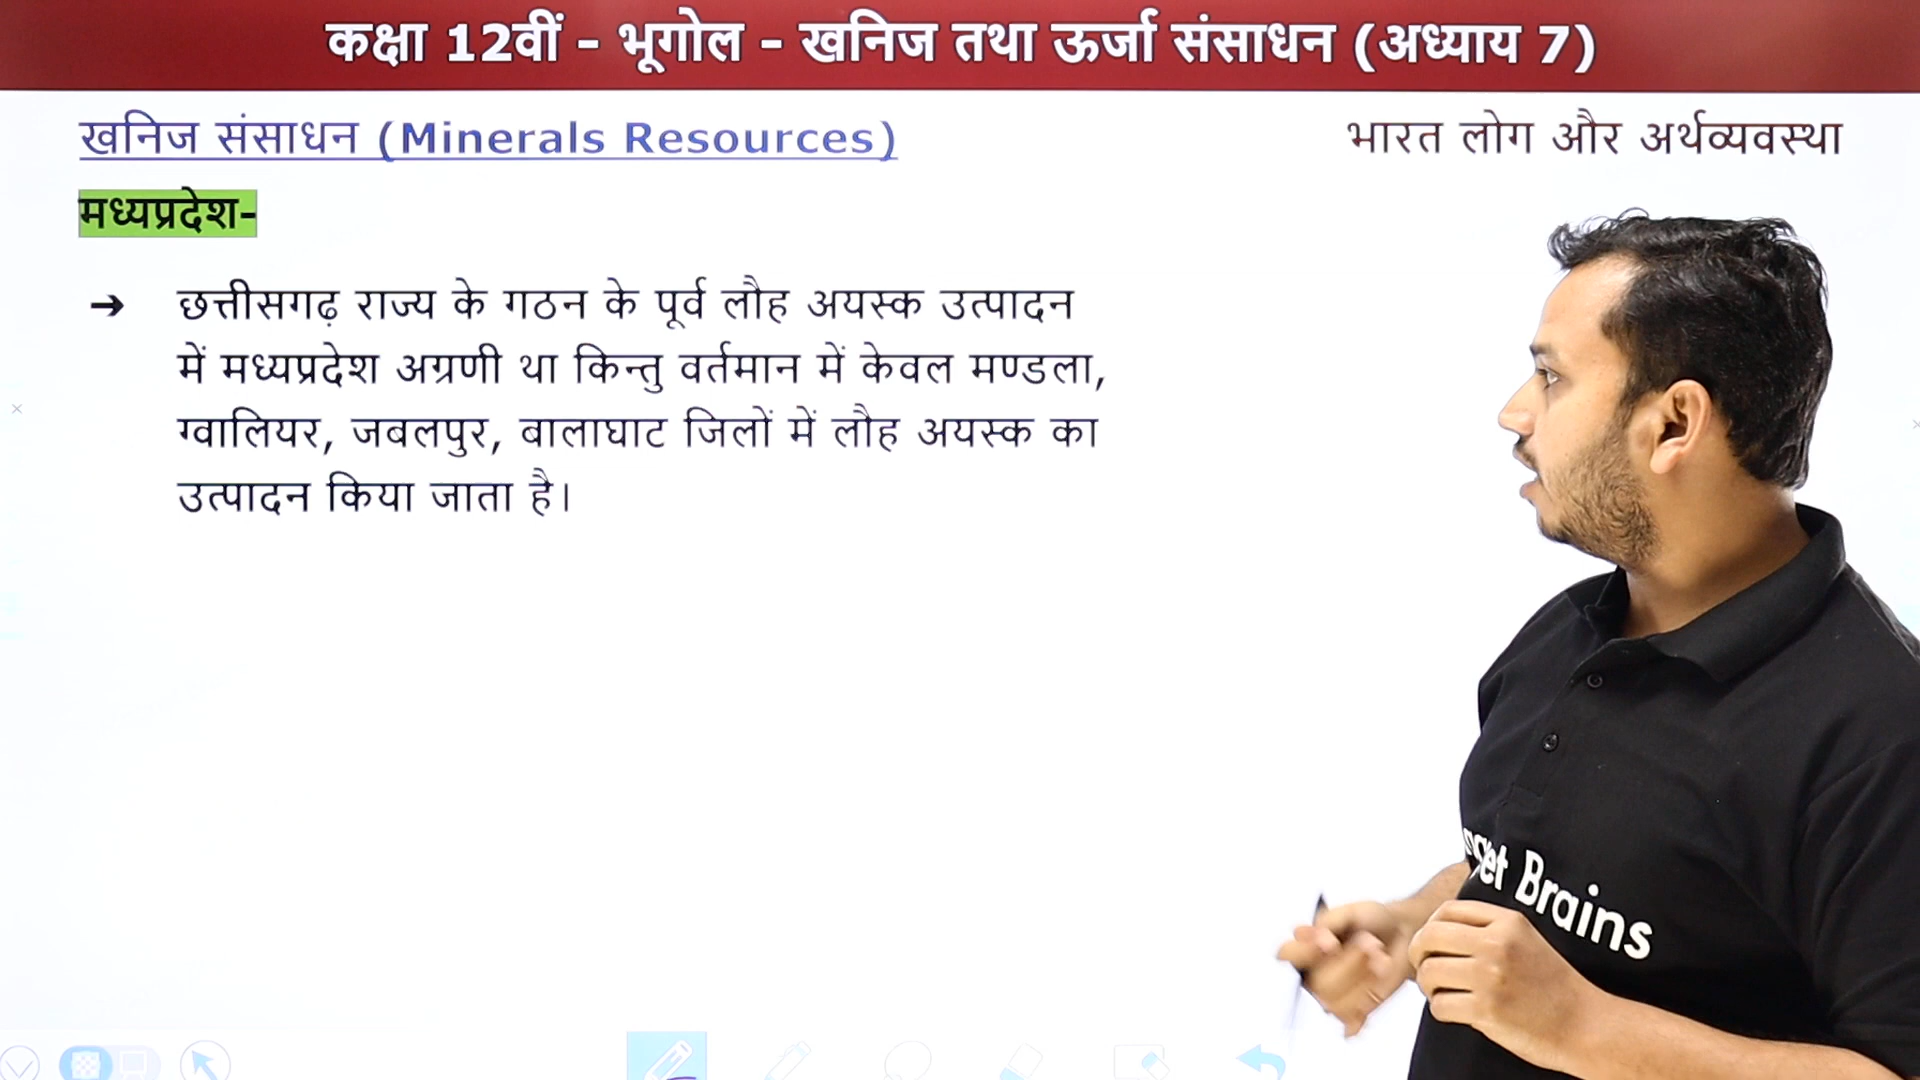 कक्षा 12वीं - भूगोल - खनिज तथा ऊर्जा संसाधन (अध्याय 7)
खनिज संसाधन (Minerals Resources)
भारत लोग और अर्थव्यवस्था
मध्यप्रदेश-
➔ छत्तीसगढ़ राज्य के गठन के पूर्व लौह अयस्क उत्पादन
में मध्यप्रदेश अग्रणी था किन्तु वर्तमान में केवल मण्डला,
ग्वालियर, जबलपुर, बालाघाट जिलों में लौह अयस्क का
उत्पादन किया जाता है।
Brains